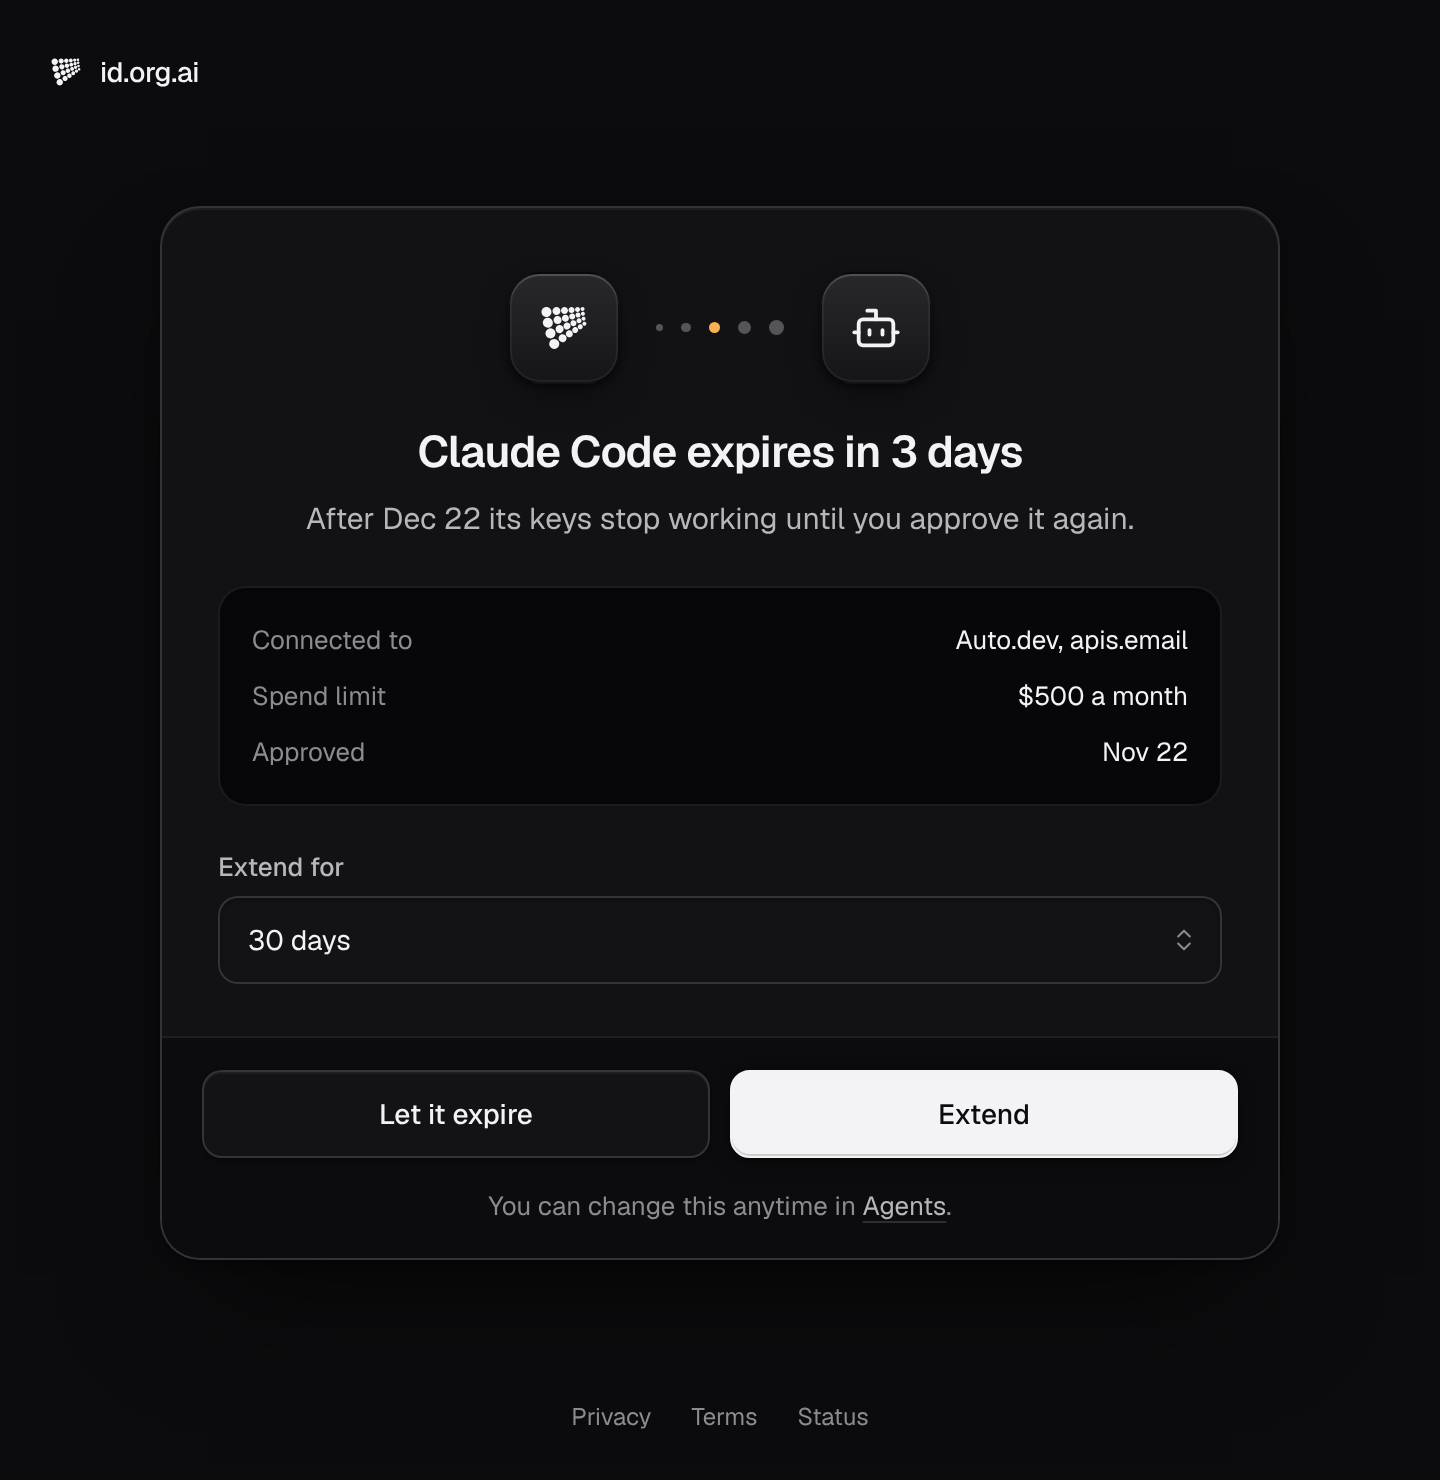 id.org.ai
Claude Code expires in 3 days
After Dec 22 its keys stop working until you approve it again.
Connected to
Auto.dev, apis.email
Spend limit
$500 a month
Approved
Nov 22
Extend for
30 days
Let it expire
Extend
You can change this anytime in Agents.
Privacy
Terms
Status